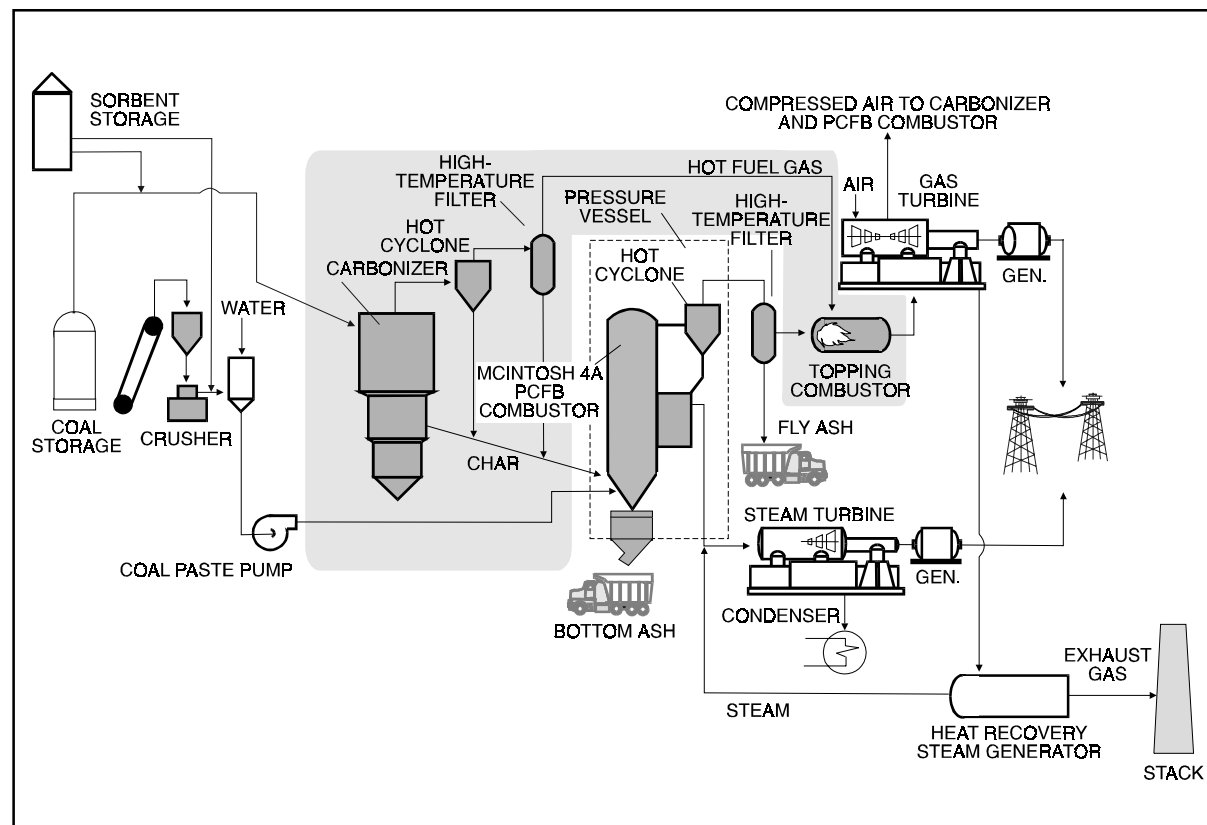 SORBENT
STORAGE
COAL
STORAGE
CRUSHER
WATER
COAL PASTE PUMP
HIGH-
TEMPERATURE
FILTER
HOT
CYCLONE
CARBONIZER
CHAR
MCINTOSH 4A
PCFB
COMBUSTOR
PRESSURE
VESSEL
HOT
CYCLONE
HOT FUEL GAS
HIGH-
TEMPERATURE
FILTER
COMPRESSED AIR TO CARBONIZER
AND PCFB COMBUSTOR
AIR
GAS
TURBINE
GEN.
TOPPING
COMBUSTOR
FLY ASH
BOTTOM ASH
STEAM TURBINE
GEN.
CONDENSER
STEAM
HEAT RECOVERY
STEAM GENERATOR
EXHAUST
GAS
STACK